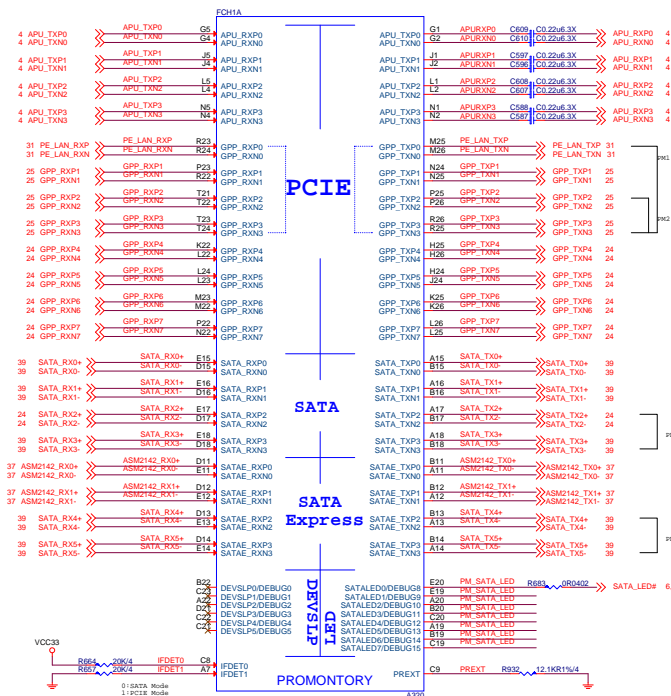 FCH1A
4 APU_TXP0 G5 APU_RXP0 APU_TXP0 G1 APURXP0 C609 C0.22u6.3X APU_RXP0 4
4 APU_TXN0 G4 APU_RXN0 APU_TXN0 G2 APURXN0 C610 C0.22u6.3X APU_RXN0 4
4 APU_TXP1 J5 APU_RXP1 APU_TXP1 J1 APURXP1 C597 C0.22u6.3X APU_RXP1 4
4 APU_TXN1 J4 APU_RXN1 APU_TXN1 J2 APURXN1 C596 C0.22u6.3X APU_RXN1 4
4 APU_TXP2 L5 APU_RXP2 APU_TXP2 L1 APURXP2 C608 C0.22u6.3X APU_RXP2 4
4 APU_TXN2 L4 APU_RXN2 APU_TXN2 L2 APURXN2 C607 C0.22u6.3X APU_RXN2 4
4 APU_TXP3 N5 APU_RXP3 APU_TXP3 N1 APURXP3 C588 C0.22u6.3X APU_RXP3 4
4 APU_TXN3 N4 APU_RXN3 APU_TXN3 N2 APURXN3 C587 C0.22u6.3X APU_RXN3 4
31 PE_LAN_RXP PE_LAN_RXP R23 GPP_RXP0 GPP_TXP0 M25 PE_LAN_TXP PE_LAN_TXP 31
31 PE_LAN_RXN PE_LAN_RXN R24 GPP_RXN0 GPP_TXN0 M26 PE_LAN_TXN PE_LAN_TXN 31
PM1
25 GPP_RXP1 GPP_RXP1 P23 GPP_RXP1 GPP_TXP1 N24 GPP_TXP1 GPP_TXP1 25
25 GPP_RXN1 GPP_RXN1 R22 GPP_RXN1 GPP_TXN1 N25 GPP_TXN1 GPP_TXN1 25
PCIE
25 GPP_RXP2 GPP_RXP2 T21 GPP_RXP2 GPP_TXP2 P25 GPP_TXP2 GPP_TXP2 25
25 GPP_RXN2 GPP_RXN2 T22 GPP_RXN2 GPP_TXN2 P26 GPP_TXN2 GPP_TXN2 25
PM2
25 GPP_RXP3 GPP_RXP3 T23 GPP_RXP3 GPP_TXP3 R26 GPP_TXP3 GPP_TXP3 25
25 GPP_RXN3 GPP_RXN3 T24 GPP_RXN3 GPP_TXN3 R25 GPP_TXN3 GPP_TXN3 25
24 GPP_RXP4 GPP_RXP4 K22 GPP_RXP4 GPP_TXP4 H25 GPP_TXP4 GPP_TXP4 24
24 GPP_RXN4 GPP_RXN4 L22 GPP_RXN4 GPP_TXN4 H26 GPP_TXN4 GPP_TXN4 24
24 GPP_RXP5 GPP_RXP5 L24 GPP_RXP5 GPP_TXP5 H24 GPP_TXP5 GPP_TXP5 24
24 GPP_RXN5 GPP_RXN5 L23 GPP_RXN5 GPP_TXN5 J24 GPP_TXN5 GPP_TXN5 24
24 GPP_RXP6 GPP_RXP6 M23 GPP_RXP6 GPP_TXP6 K25 GPP_TXP6 GPP_TXP6 24
24 GPP_RXN6 GPP_RXN6 M22 GPP_RXN6 GPP_TXN6 K26 GPP_TXN6 GPP_TXN6 24
24 GPP_RXP7 GPP_RXP7 P22 GPP_RXP7 GPP_TXP7 L26 GPP_TXP7 GPP_TXP7 24
24 GPP_RXN7 GPP_RXN7 N22 GPP_RXN7 GPP_TXN7 L25 GPP_TXN7 GPP_TXN7 24
39 SATA_RX0+ SATA_RX0+ E15 SATA_RXP0 SATA_TXP0 A15 SATA_TX0+ SATA_TX0+ 39
39 SATA_RX0- SATA_RX0- D15 SATA_RXN0 SATA_TXN0 B15 SATA_TX0- SATA_TX0- 39
39 SATA_RX1+ SATA_RX1+ E16 SATA_RXP1 SATA_TXP1 A16 SATA_TX1+ SATA_TX1+ 39
39 SATA_RX1- SATA_RX1- D16 SATA_RXN1 SATA_TXN1 B16 SATA_TX1- SATA_TX1- 39
SATA
24 SATA_RX2+ SATA_RX2+ E17 SATA_RXP2 SATA_TXP2 A17 SATA_TX2+ SATA_TX2+ 24
24 SATA_RX2- SATA_RX2- D17 SATA_RXN2 SATA_TXN2 B17 SATA_TX2- SATA_TX2- 24
39 SATA_RX3+ SATA_RX3+ E18 SATA_RXP3 SATA_TXP3 A18 SATA_TX3+ SATA_TX3+ 39
39 SATA_RX3- SATA_RX3- D18 SATA_RXN3 SATA_TXN3 B18 SATA_TX3- SATA_TX3- 39
37 ASM2142_RX0+ ASM2142_RX0+ D11 SATAE_RXP0 SATAE_TXP0 B11 ASM2142_TX0+ ASM2142_TX0+ 37
37 ASM2142_RX0- ASM2142_RX0- E11 SATAE_RXN0 SATAE_TXN0 A11 ASM2142_TX0- ASM2142_TX0- 37
37 ASM2142_RX1+ ASM2142_RX1+ D12 SATAE_RXP1 SATAE_TXP1 B12 ASM2142_TX1+ ASM2142_TX1+ 37
37 ASM2142_RX1- ASM2142_RX1- E12 SATAE_RXN1 SATAE_TXN1 A12 ASM2142_TX1- ASM2142_TX1- 37
SATA
Express
39 SATA_RX4+ SATA_RX4+ D13 SATAE_RXP2 SATAE_TXP2 B13 SATA_TX4+ SATA_TX4+ 39
39 SATA_RX4- SATA_RX4- E13 SATAE_RXN2 SATAE_TXN2 A13 SATA_TX4- SATA_TX4- 39
39 SATA_RX5+ SATA_RX5+ D14 SATAE_RXP3 SATAE_TXP3 B14 SATA_TX5+ SATA_TX5+ 39
39 SATA_RX5- SATA_RX5- E14 SATAE_RXN3 SATAE_TXN3 A14 SATA_TX5- SATA_TX5- 39
DEVSLP
LED
B22 DEVSLP0/DEBUG0 SATALED0/DEBUG8 E20 PM_SATA_LED R683 0R0402 SATA_LED# 6
C23 DEVSLP1/DEBUG1 SATALED1/DEBUG9 E19 PM_SATA_LED
A22 DEVSLP2/DEBUG2 SATALED2/DEBUG10 A20 PM_SATA_LED
B21 DEVSLP3/DEBUG3 SATALED3/DEBUG11 B20 PM_SATA_LED
C22 DEVSLP4/DEBUG4 SATALED4/DEBUG12 C20 PM_SATA_LED
C21 DEVSLP5/DEBUG5 SATALED5/DEBUG13 A19 PM_SATA_LED
SATALED6/DEBUG14 B19 PM_SATA_LED
SATALED7/DEBUG15 C19 PM_SATA_LED
VCC33
R664 20K/4 IFDET0 C8 IFDET0 PREXT C9 PREXT R932 12.1KR1%/4
R657 20K/4 IFDET1 A7 IFDET1
PROMONTORY
0:SATA Mode
1:PCIE Mode
A320